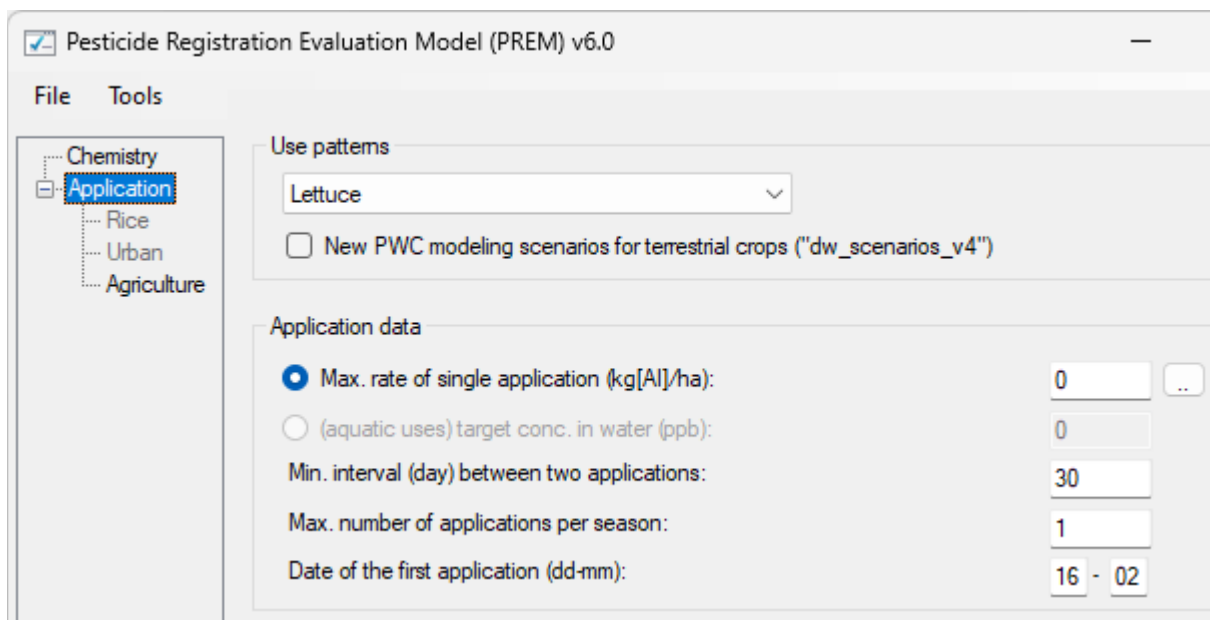 Pesticide Registration Evaluation Model (PREM) v6.0
File Tools
Chemistry
Application
Rice
Urban
Agriculture
Use patterns
Lettuce
New PWC modeling scenarios for terrestrial crops ("dw_scenarios_v4")
Application data
Max. rate of single application (kg[AI]/ha): 0 ..
(aquatic uses) target conc. in water (ppb): 0
Min. interval (day) between two applications: 30
Max. number of applications per season: 1
Date of the first application (dd-mm): 16 - 02